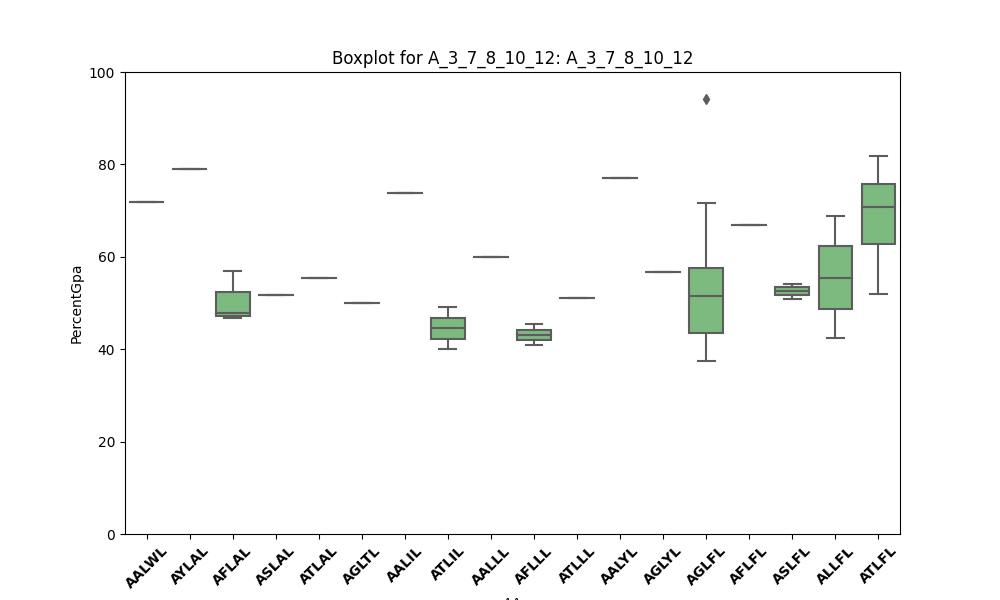 Boxplot for A_3_7_8_10_12: A_3_7_8_10_12
100
80
60
40
20
0
PercentGpa
AALWL
AYLAL
AFLAL
ASLAL
ATLAL
AGLTL
AALIL
ATLIL
AALLL
AFLLL
ATLLL
AALYL
AGLYL
AGLFL
AFLFL
ASLFL
ALLFL
ATLFL